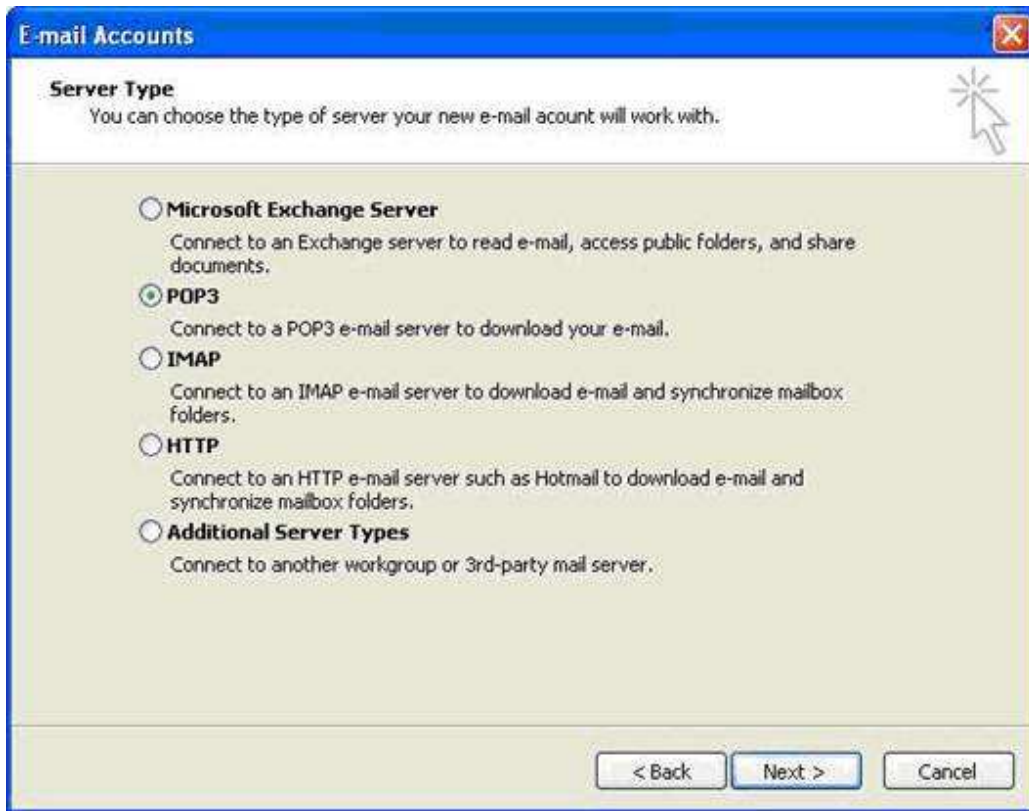 E-mail Accounts
Server Type
You can choose the type of server your new e-mail acount will work with.
Microsoft Exchange Server
Connect to an Exchange server to read e-mail, access public folders, and share
documents.
POP3
Connect to a POP3 e-mail server to download your e-mail.
IMAP
Connect to an IMAP e-mail server to download e-mail and synchronize mailbox
folders.
HTTP
Connect to an HTTP e-mail server such as Hotmail to download e-mail and
synchronize mailbox folders.
Additional Server Types
Connect to another workgroup or 3rd-party mail server.
< Back Next > Cancel